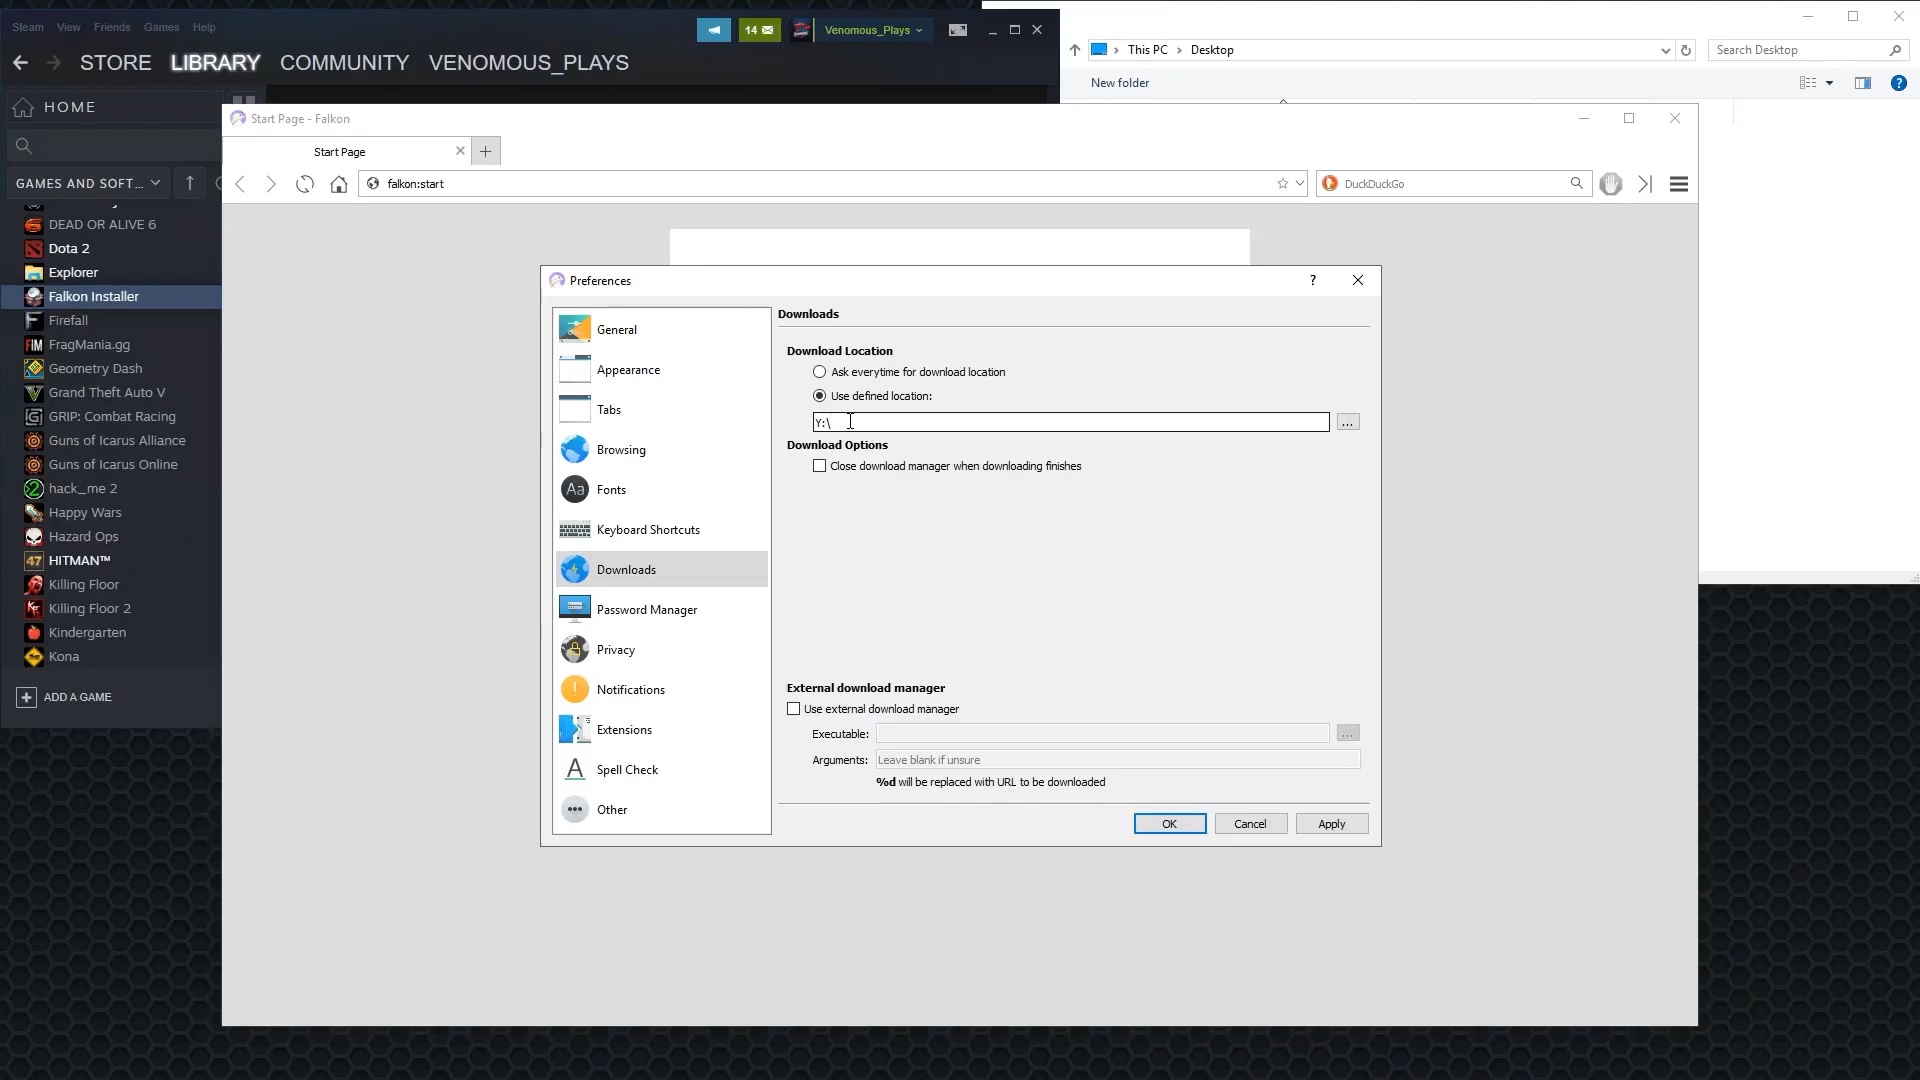 Steam View Friends Games Help
14
Venomous_Plays
STORE LIBRARY COMMUNITY VENOMOUS_PLAYS
This PC > Desktop
Search Desktop
New folder
HOME
GAMES AND SOFT...
DEAD OR ALIVE 6
Dota 2
Explorer
Falkon Installer
Firefall
FragMania.gg
Geometry Dash
Grand Theft Auto V
GRIP: Combat Racing
Guns of Icarus Alliance
Guns of Icarus Online
hack_me 2
Happy Wars
Hazard Ops
HITMAN™
Killing Floor
Killing Floor 2
Kindergarten
Kona
ADD A GAME
Start Page - Falkon
Start Page
falkon:start
DuckDuckGo
Preferences
General
Appearance
Tabs
Browsing
Fonts
Keyboard Shortcuts
Downloads
Password Manager
Privacy
Notifications
Extensions
Spell Check
Other
Downloads
Download Location
Ask everytime for download location
Use defined location:
Y:\
...
Download Options
Close download manager when downloading finishes
External download manager
Use external download manager
Executable:
...
Arguments: Leave blank if unsure
%d will be replaced with URL to be downloaded
OK Cancel Apply